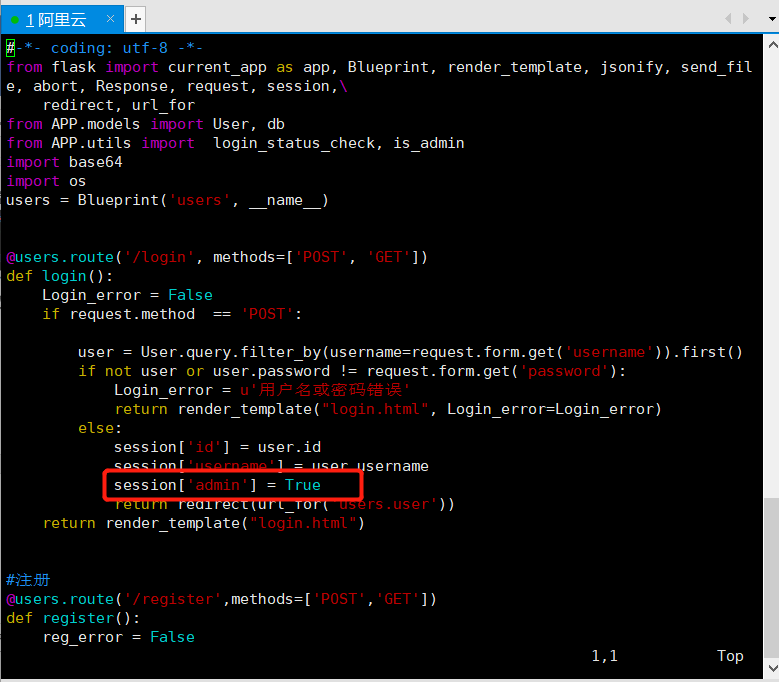 1 阿里云 × +
#-*- coding: utf-8 -*-
from flask import current_app as app, Blueprint, render_template, jsonify, send_fil
e, abort, Response, request, session,\
    redirect, url_for
from APP.models import User, db
from APP.utils import  login_status_check, is_admin
import base64
import os
users = Blueprint('users', __name__)
@users.route('/login', methods=['POST', 'GET'])
def login():
    Login_error = False
    if request.method  == 'POST':
        user = User.query.filter_by(username=request.form.get('username')).first()
        if not user or user.password != request.form.get('password'):
            Login_error = u'用户名或密码错误'
            return render_template("login.html", Login_error=Login_error)
        else:
            session['id'] = user.id
            session['username'] = user.username
            session['admin'] = True
            return redirect(url_for('users.user'))
    return render_template("login.html")
#注册
@users.route('/register',methods=['POST','GET'])
def register():
    reg_error = False
1,1 Top